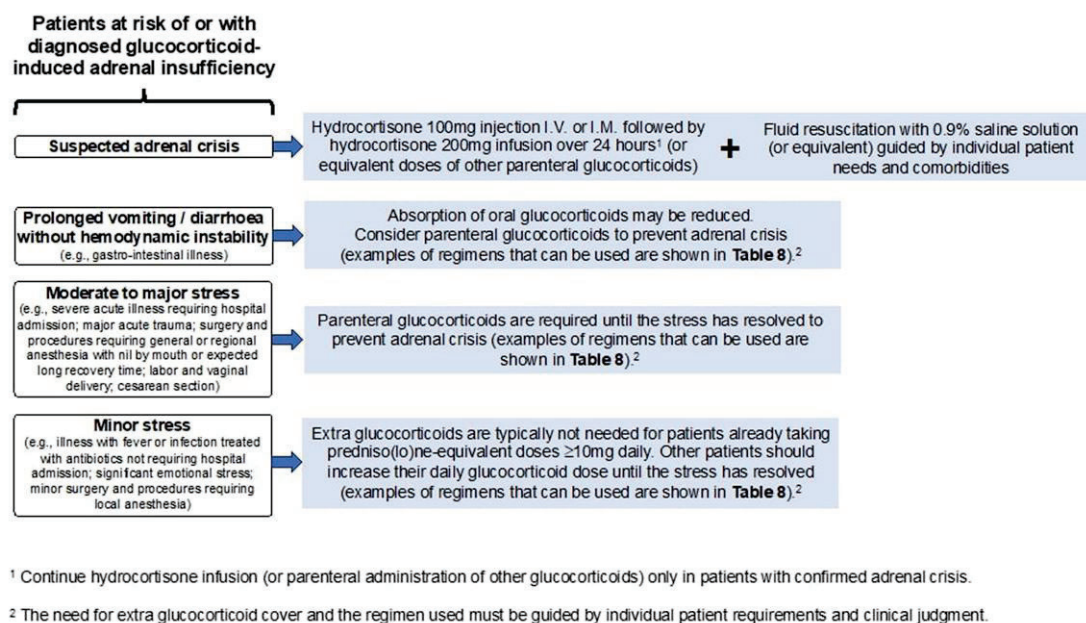 Patients at risk of or with
diagnosed glucocorticoid-
induced adrenal insufficiency
Suspected adrenal crisis
Hydrocortisone 100mg injection I.V. or I.M. followed by
hydrocortisone 200mg infusion over 24 hours¹ (or
equivalent doses of other parenteral glucocorticoids)
+
Fluid resuscitation with 0.9% saline solution
(or equivalent) guided by individual patient
needs and comorbidities
Prolonged vomiting / diarrhoea
without hemodynamic instability
(e.g., gastro-intestinal illness)
Absorption of oral glucocorticoids may be reduced.
Consider parenteral glucocorticoids to prevent adrenal crisis
(examples of regimens that can be used are shown in Table 8).²
Moderate to major stress
(e.g., severe acute illness requiring hospital
admission; major acute trauma; surgery and
procedures requiring general or regional
anesthesia with nil by mouth or expected
long recovery time; labor and vaginal
delivery; cesarean section)
Parenteral glucocorticoids are required until the stress has resolved to
prevent adrenal crisis (examples of regimens that can be used are
shown in Table 8).²
Minor stress
(e.g., illness with fever or infection treated
with antibiotics not requiring hospital
admission; significant emotional stress;
minor surgery and procedures requiring
local anesthesia)
Extra glucocorticoids are typically not needed for patients already taking
predniso(lo)ne-equivalent doses ≥10mg daily. Other patients should
increase their daily glucocorticoid dose until the stress has resolved
(examples of regimens that can be used are shown in Table 8).²
¹ Continue hydrocortisone infusion (or parenteral administration of other glucocorticoids) only in patients with confirmed adrenal crisis.
² The need for extra glucocorticoid cover and the regimen used must be guided by individual patient requirements and clinical judgment.